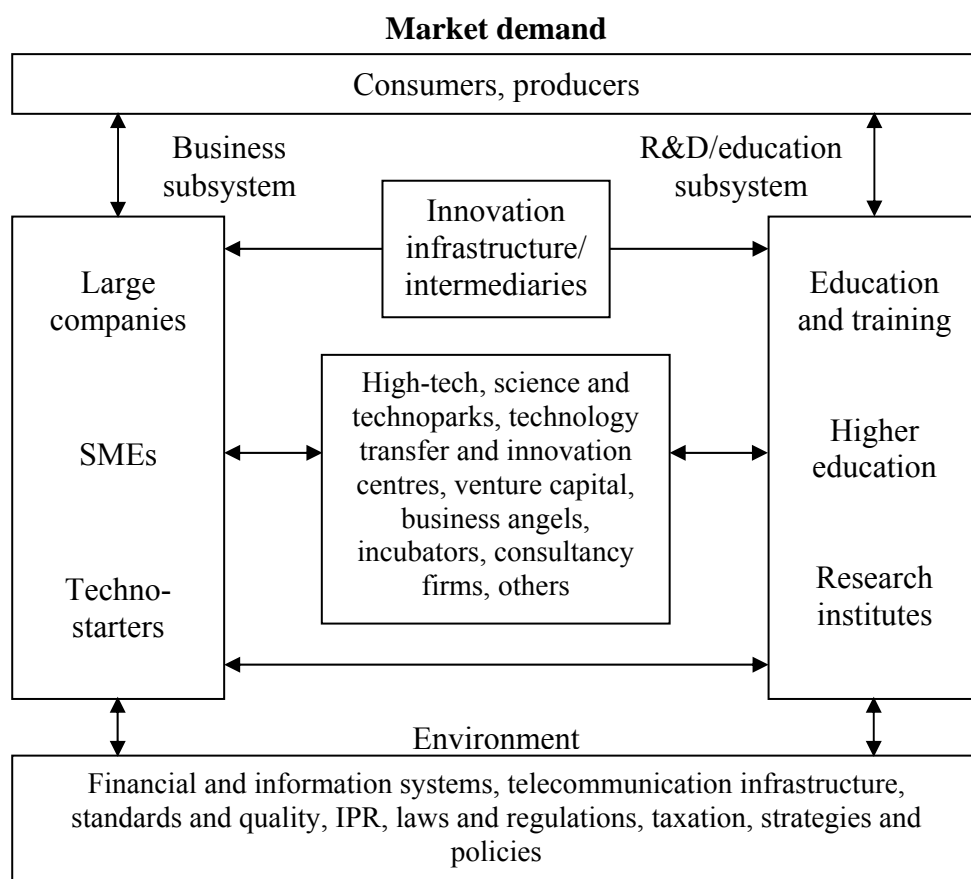 Market demand
Consumers, producers
Business
subsystem
R&D/education
subsystem
Innovation
infrastructure/
intermediaries
Large
companies
SMEs
Techno-
starters
High-tech, science and
technoparks, technology
transfer and innovation
centres, venture capital,
business angels,
incubators, consultancy
firms, others
Education
and training
Higher
education
Research
institutes
Environment
Financial and information systems, telecommunication infrastructure,
standards and quality, IPR, laws and regulations, taxation, strategies and
policies